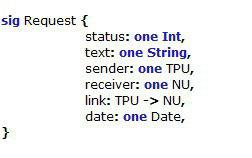 sig Request {
status: one Int,
text: one String,
sender: one TPU,
receiver: one NU,
link: TPU -> NU,
date: one Date,
}